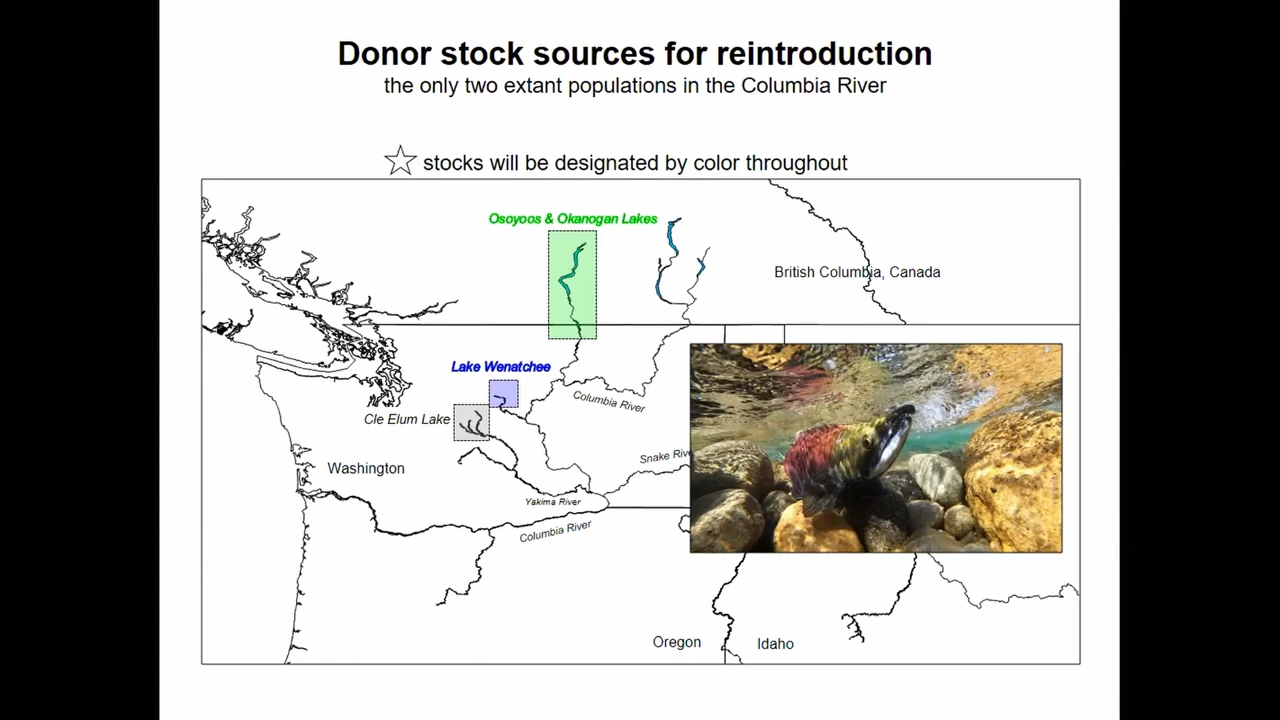 Donor stock sources for reintroduction
the only two extant populations in the Columbia River
stocks will be designated by color throughout
Osoyoos & Okanogan Lakes
British Columbia, Canada
Lake Wenatchee
Columbia River
Cle Elum Lake
Snake Rive
Washington
Yakima River
Columbia River
Oregon
Idaho